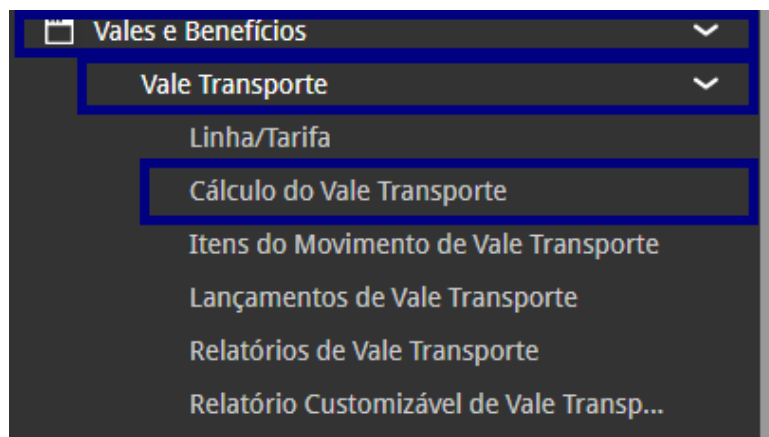 Vales e Benefícios
Vale Transporte
Linha/Tarifa
Cálculo do Vale Transporte
Itens do Movimento de Vale Transporte
Lançamentos de Vale Transporte
Relatórios de Vale Transporte
Relatório Customizável de Vale Transp...